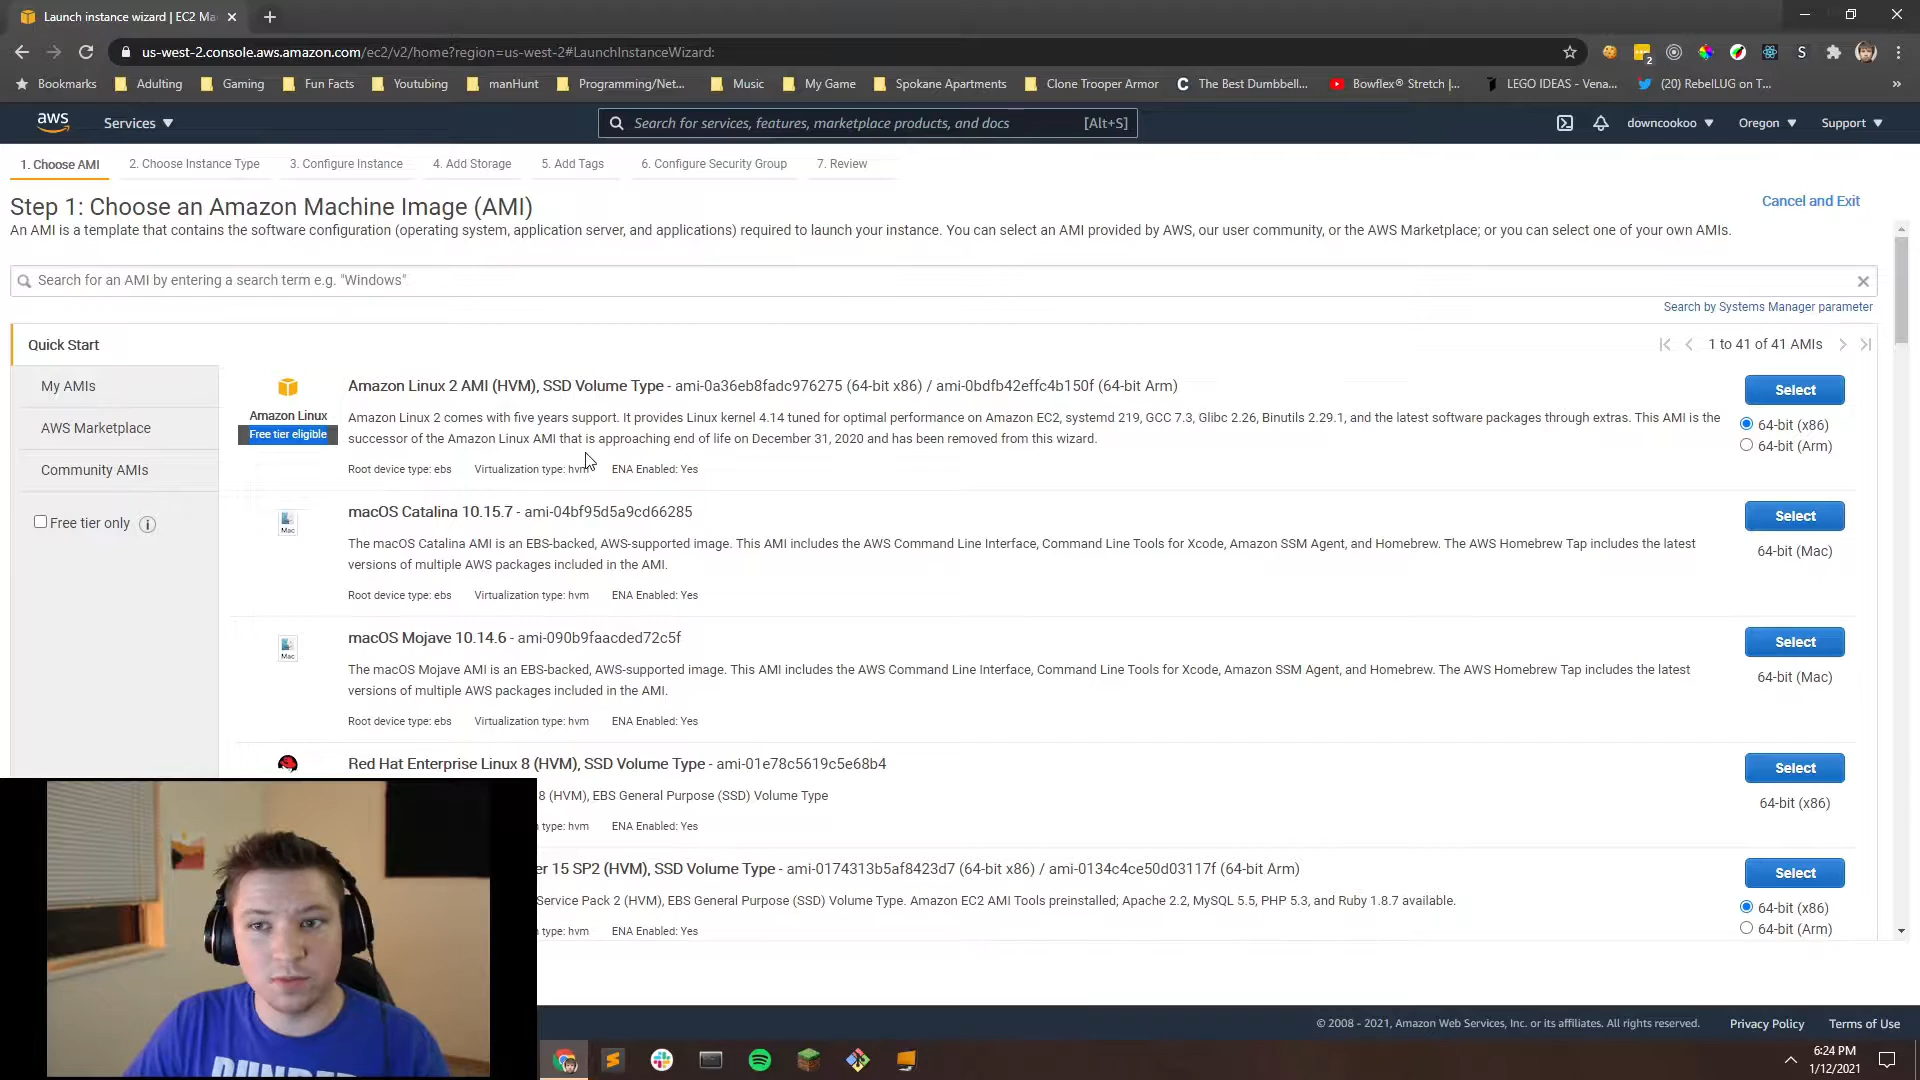 Launch instance wizard | EC2 Ma
us-west-2.console.aws.amazon.com/ec2/v2/home?region=us-west-2#LaunchInstanceWizard:
2
S
Bookmarks Adulting Gaming Fun Facts Youtubing manHunt Programming/Net... Music My Game Spokane Apartments Clone Trooper Armor The Best Dumbbell... Bowflex® Stretch |... LEGO IDEAS - Vena... (20) RebelLUG on T...
aws Services Search for services, features, marketplace products, and docs [Alt+S] downcookoo Oregon Support
1. Choose AMI 2. Choose Instance Type 3. Configure Instance 4. Add Storage 5. Add Tags 6. Configure Security Group 7. Review
Step 1: Choose an Amazon Machine Image (AMI)
Cancel and Exit
An AMI is a template that contains the software configuration (operating system, application server, and applications) required to launch your instance. You can select an AMI provided by AWS, our user community, or the AWS Marketplace; or you can select one of your own AMIs.
Search for an AMI by entering a search term e.g. "Windows"
Search by Systems Manager parameter
Quick Start
1 to 41 of 41 AMIs
My AMIs
AWS Marketplace
Community AMIs
Free tier only
Amazon Linux
Free tier eligible
Amazon Linux 2 AMI (HVM), SSD Volume Type - ami-0a36eb8fadc976275 (64-bit x86) / ami-0bdfb42effc4b150f (64-bit Arm)
Amazon Linux 2 comes with five years support. It provides Linux kernel 4.14 tuned for optimal performance on Amazon EC2, systemd 219, GCC 7.3, Glibc 2.26, Binutils 2.29.1, and the latest software packages through extras. This AMI is the
successor of the Amazon Linux AMI that is approaching end of life on December 31, 2020 and has been removed from this wizard.
Root device type: ebs Virtualization type: hvm ENA Enabled: Yes
Select
64-bit (x86)
64-bit (Arm)
Mac
macOS Catalina 10.15.7 - ami-04bf95d5a9cd66285
The macOS Catalina AMI is an EBS-backed, AWS-supported image. This AMI includes the AWS Command Line Interface, Command Line Tools for Xcode, Amazon SSM Agent, and Homebrew. The AWS Homebrew Tap includes the latest
versions of multiple AWS packages included in the AMI.
Root device type: ebs Virtualization type: hvm ENA Enabled: Yes
Select
64-bit (Mac)
Mac
macOS Mojave 10.14.6 - ami-090b9faacded72c5f
The macOS Mojave AMI is an EBS-backed, AWS-supported image. This AMI includes the AWS Command Line Interface, Command Line Tools for Xcode, Amazon SSM Agent, and Homebrew. The AWS Homebrew Tap includes the latest
versions of multiple AWS packages included in the AMI.
Root device type: ebs Virtualization type: hvm ENA Enabled: Yes
Select
64-bit (Mac)
Red Hat Enterprise Linux 8 (HVM), SSD Volume Type - ami-01e78c5619c5e68b4
8 (HVM), EBS General Purpose (SSD) Volume Type
type: hvm ENA Enabled: Yes
Select
64-bit (x86)
er 15 SP2 (HVM), SSD Volume Type - ami-0174313b5af8423d7 (64-bit x86) / ami-0134c4ce50d03117f (64-bit Arm)
Service Pack 2 (HVM), EBS General Purpose (SSD) Volume Type. Amazon EC2 AMI Tools preinstalled; Apache 2.2, MySQL 5.5, PHP 5.3, and Ruby 1.8.7 available.
type: hvm ENA Enabled: Yes
Select
64-bit (x86)
64-bit (Arm)
© 2008 - 2021, Amazon Web Services, Inc. or its affiliates. All rights reserved. Privacy Policy Terms of Use
6:24 PM
1/12/2021